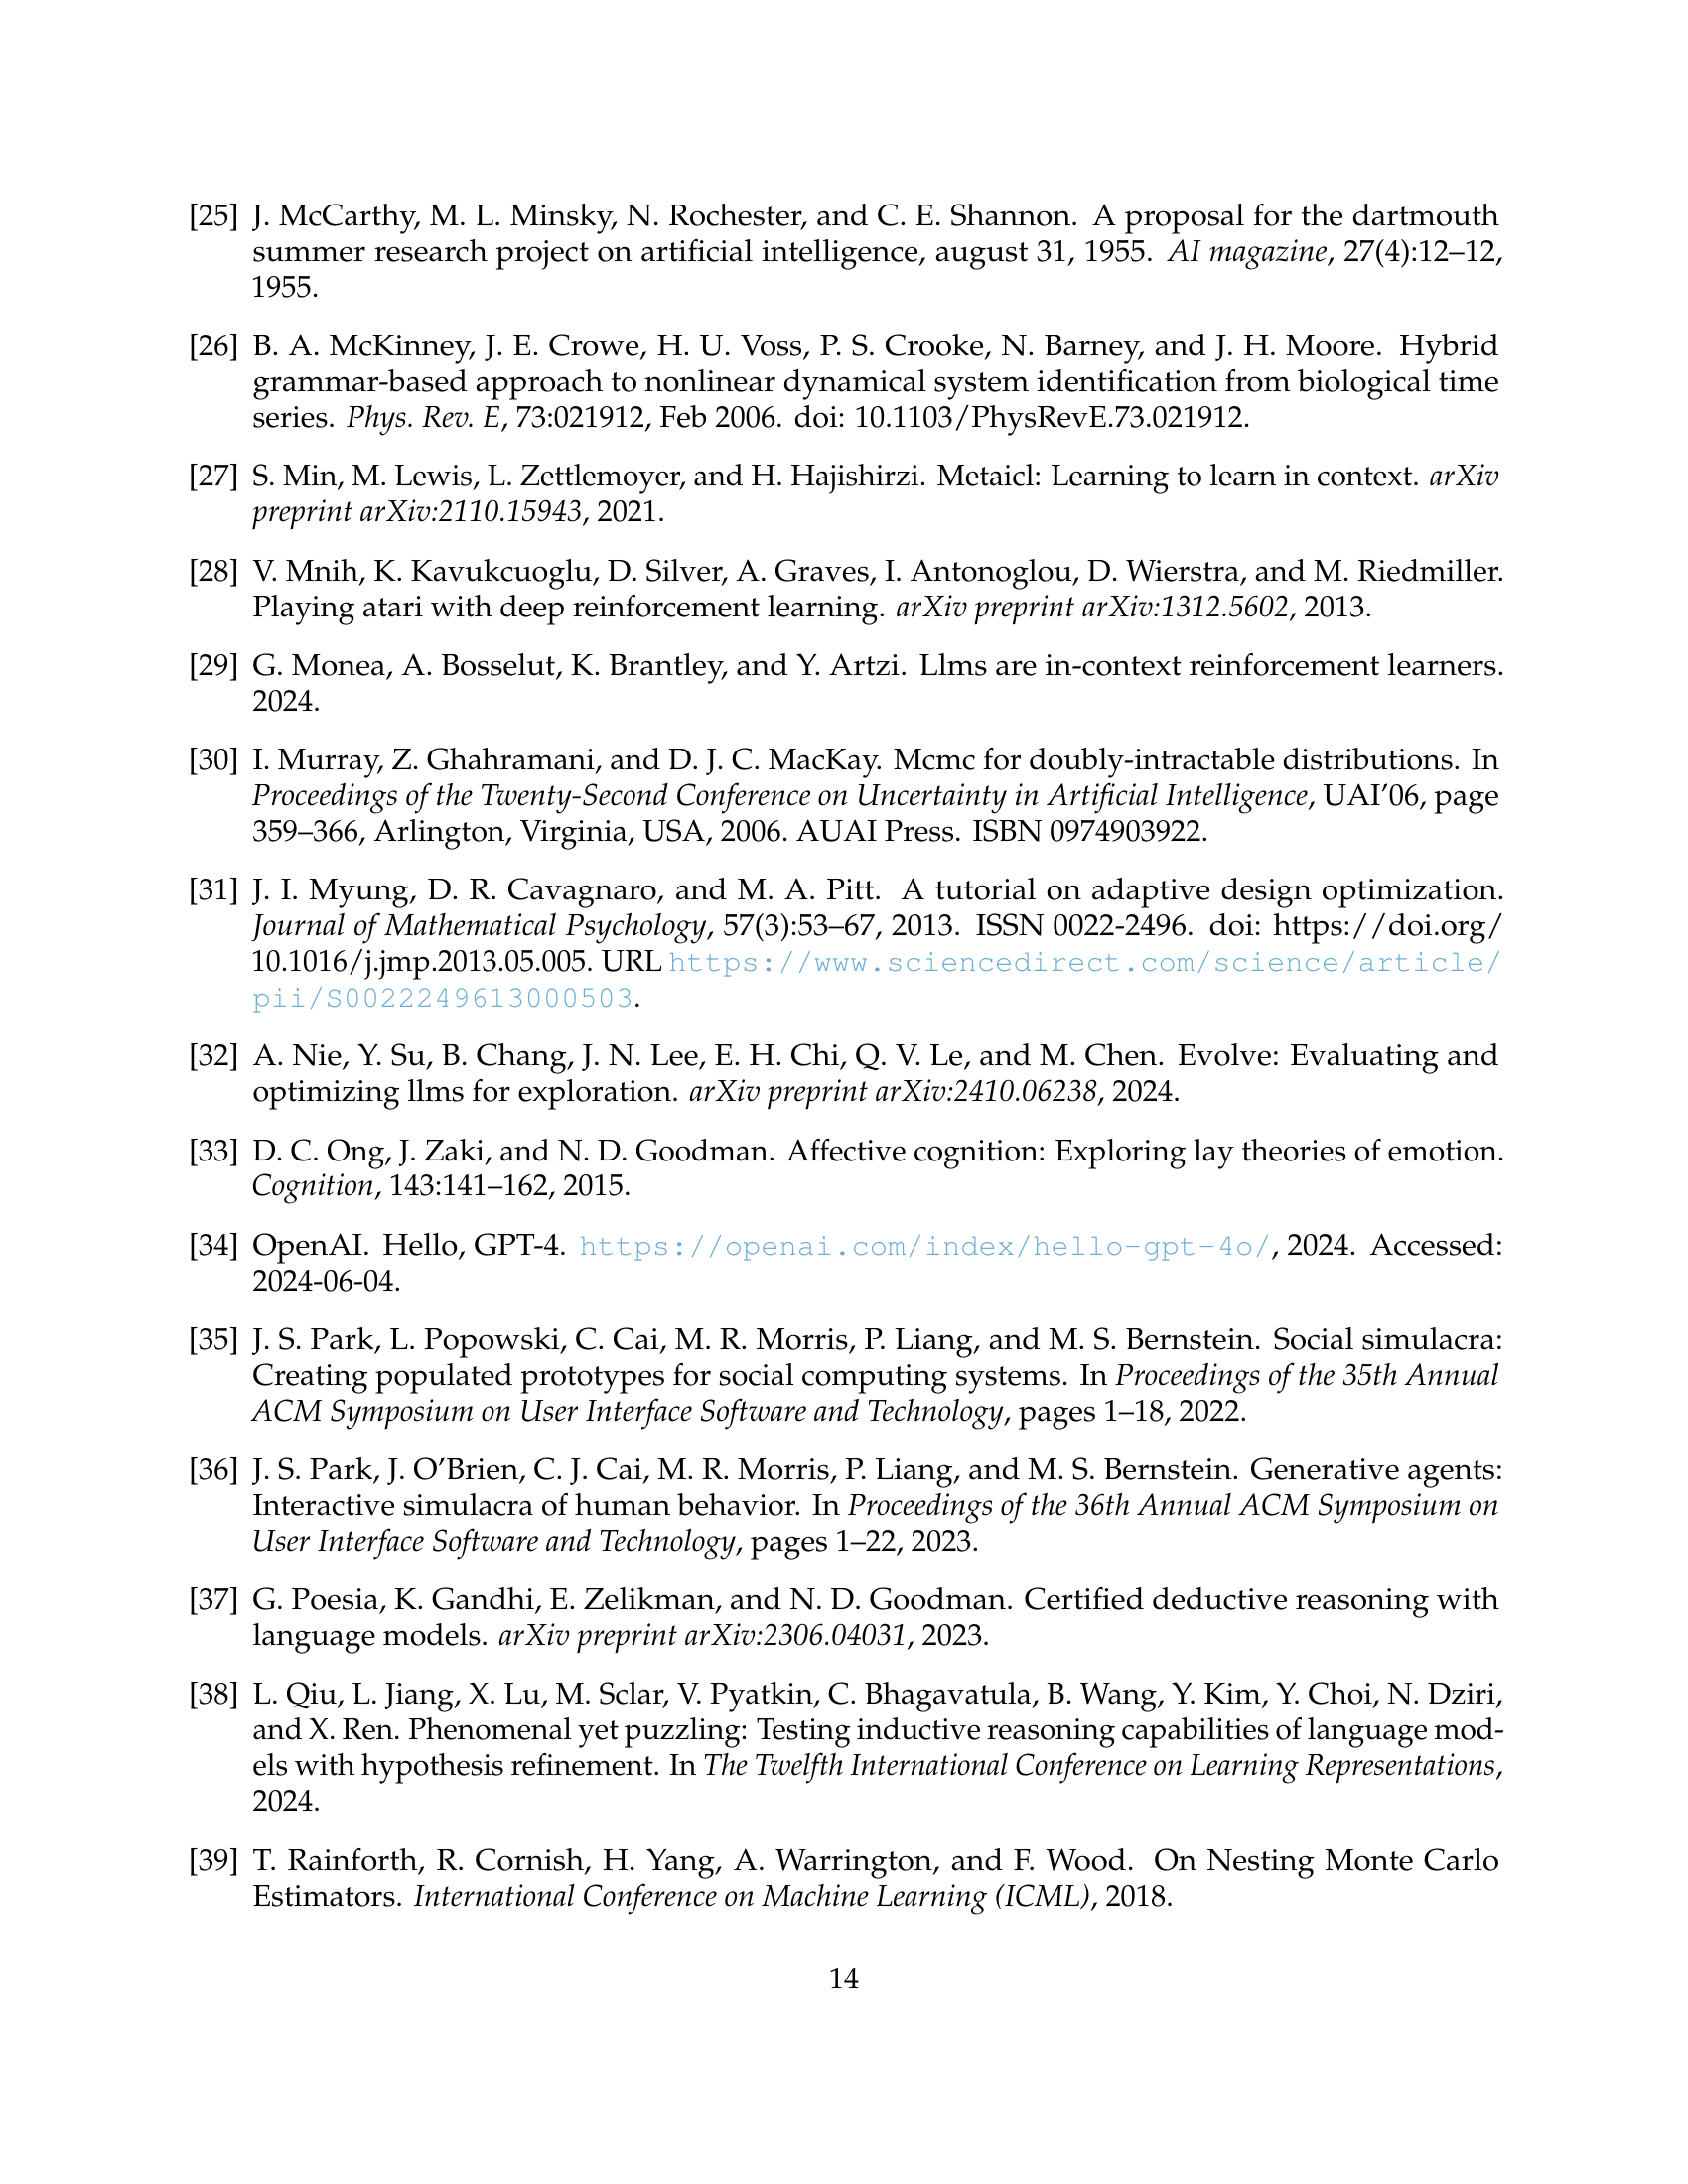 [25] J. McCarthy, M. L. Minsky, N. Rochester, and C. E. Shannon. A proposal for the dartmouth
summer research project on artificial intelligence, august 31, 1955. AI magazine, 27(4):12–12,
1955.
[26] B. A. McKinney, J. E. Crowe, H. U. Voss, P. S. Crooke, N. Barney, and J. H. Moore. Hybrid
grammar-based approach to nonlinear dynamical system identification from biological time
series. Phys. Rev. E, 73:021912, Feb 2006. doi: 10.1103/PhysRevE.73.021912.
[27] S. Min, M. Lewis, L. Zettlemoyer, and H. Hajishirzi. Metaicl: Learning to learn in context. arXiv
preprint arXiv:2110.15943, 2021.
[28] V. Mnih, K. Kavukcuoglu, D. Silver, A. Graves, I. Antonoglou, D. Wierstra, and M. Riedmiller.
Playing atari with deep reinforcement learning. arXiv preprint arXiv:1312.5602, 2013.
[29] G. Monea, A. Bosselut, K. Brantley, and Y. Artzi. Llms are in-context reinforcement learners.
2024.
[30] I. Murray, Z. Ghahramani, and D. J. C. MacKay. Mcmc for doubly-intractable distributions. In
Proceedings of the Twenty-Second Conference on Uncertainty in Artificial Intelligence, UAI’06, page
359–366, Arlington, Virginia, USA, 2006. AUAI Press. ISBN 0974903922.
[31] J. I. Myung, D. R. Cavagnaro, and M. A. Pitt. A tutorial on adaptive design optimization.
Journal of Mathematical Psychology, 57(3):53–67, 2013. ISSN 0022-2496. doi: https://doi.org/
10.1016/j.jmp.2013.05.005. URL https://www.sciencedirect.com/science/article/
pii/S0022249613000503.
[32] A. Nie, Y. Su, B. Chang, J. N. Lee, E. H. Chi, Q. V. Le, and M. Chen. Evolve: Evaluating and
optimizing llms for exploration. arXiv preprint arXiv:2410.06238, 2024.
[33] D. C. Ong, J. Zaki, and N. D. Goodman. Affective cognition: Exploring lay theories of emotion.
Cognition, 143:141–162, 2015.
[34] OpenAI. Hello, GPT-4. https://openai.com/index/hello-gpt-4o/, 2024. Accessed:
2024-06-04.
[35] J. S. Park, L. Popowski, C. Cai, M. R. Morris, P. Liang, and M. S. Bernstein. Social simulacra:
Creating populated prototypes for social computing systems. In Proceedings of the 35th Annual
ACM Symposium on User Interface Software and Technology, pages 1–18, 2022.
[36] J. S. Park, J. O’Brien, C. J. Cai, M. R. Morris, P. Liang, and M. S. Bernstein. Generative agents:
Interactive simulacra of human behavior. In Proceedings of the 36th Annual ACM Symposium on
User Interface Software and Technology, pages 1–22, 2023.
[37] G. Poesia, K. Gandhi, E. Zelikman, and N. D. Goodman. Certified deductive reasoning with
language models. arXiv preprint arXiv:2306.04031, 2023.
[38] L. Qiu, L. Jiang, X. Lu, M. Sclar, V. Pyatkin, C. Bhagavatula, B. Wang, Y. Kim, Y. Choi, N. Dziri,
and X. Ren. Phenomenal yet puzzling: Testing inductive reasoning capabilities of language mod-
els with hypothesis refinement. In The Twelfth International Conference on Learning Representations,
2024.
[39] T. Rainforth, R. Cornish, H. Yang, A. Warrington, and F. Wood. On Nesting Monte Carlo
Estimators. International Conference on Machine Learning (ICML), 2018.
14